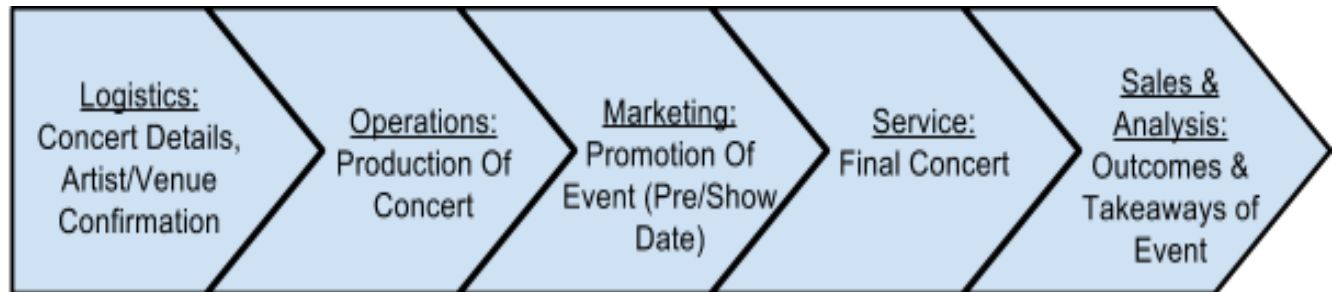 Logistics:
Concert Details,
Artist/Venue
Confirmation
Operations:
Production Of
Concert
Marketing:
Promotion Of
Event (Pre/Show
Date)
Service:
Final Concert
Sales &
Analysis:
Outcomes &
Takeaways of
Event